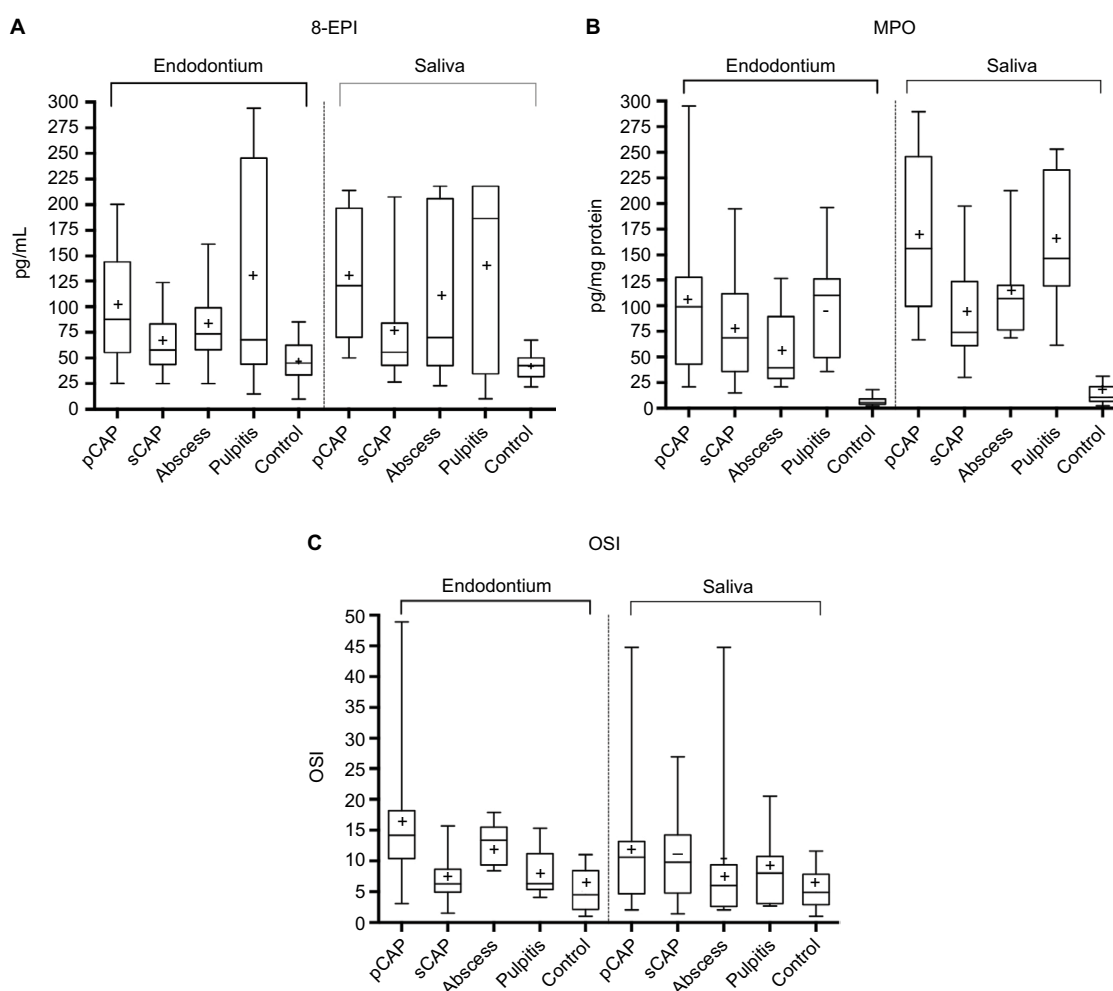 A
8-EPI
Endodontium
Saliva
pg/mL
300
275
250
225
200
175
150
125
100
75
50
25
0
pCAP
sCAP
Abscess
Pulpitis
Control
pCAP
sCAP
Abscess
Pulpitis
Control
B
MPO
Endodontium
Saliva
pg/mg protein
300
275
250
225
200
175
150
125
100
75
50
25
0
pCAP
sCAP
Abscess
Pulpitis
Control
pCAP
sCAP
Abscess
Pulpitis
Control
C
OSI
Endodontium
Saliva
OSI
50
45
40
35
30
25
20
15
10
5
0
pCAP
sCAP
Abscess
Pulpitis
Control
pCAP
sCAP
Abscess
Pulpitis
Control